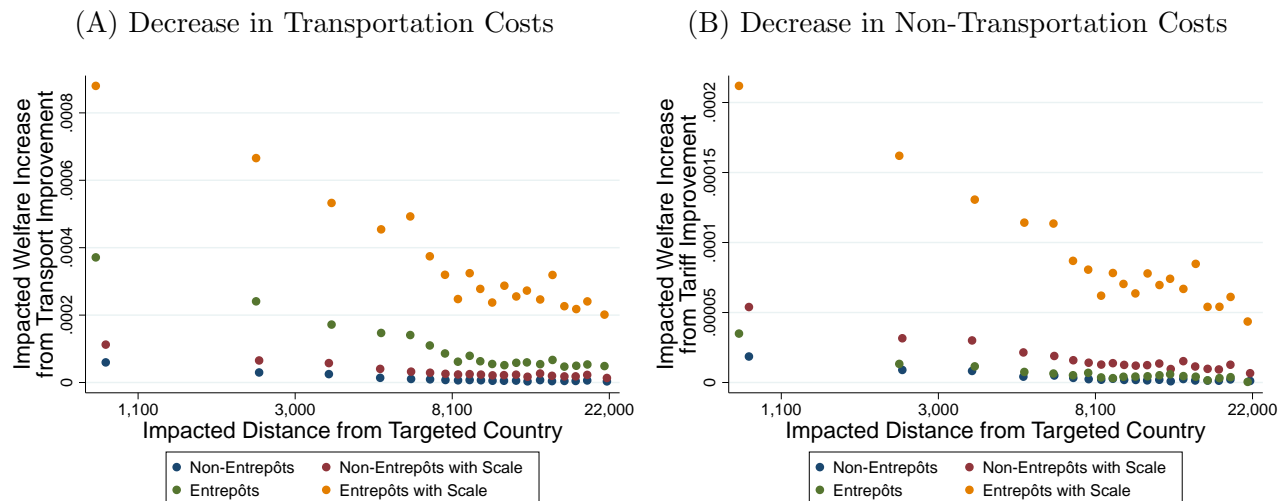 (A) Decrease in Transportation Costs
Impacted Welfare Increase
from Transport Improvement
.0008
.0006
.0004
.0002
0
1,100
3,000
8,100
22,000
Impacted Distance from Targeted Country
Non-Entrepôts
Non-Entrepôts with Scale
Entrepôts
Entrepôts with Scale
(B) Decrease in Non-Transportation Costs
Impacted Welfare Increase
from Tariff Improvement
.0002
.00015
.0001
.00005
0
1,100
3,000
8,100
22,000
Impacted Distance from Targeted Country
Non-Entrepôts
Non-Entrepôts with Scale
Entrepôts
Entrepôts with Scale